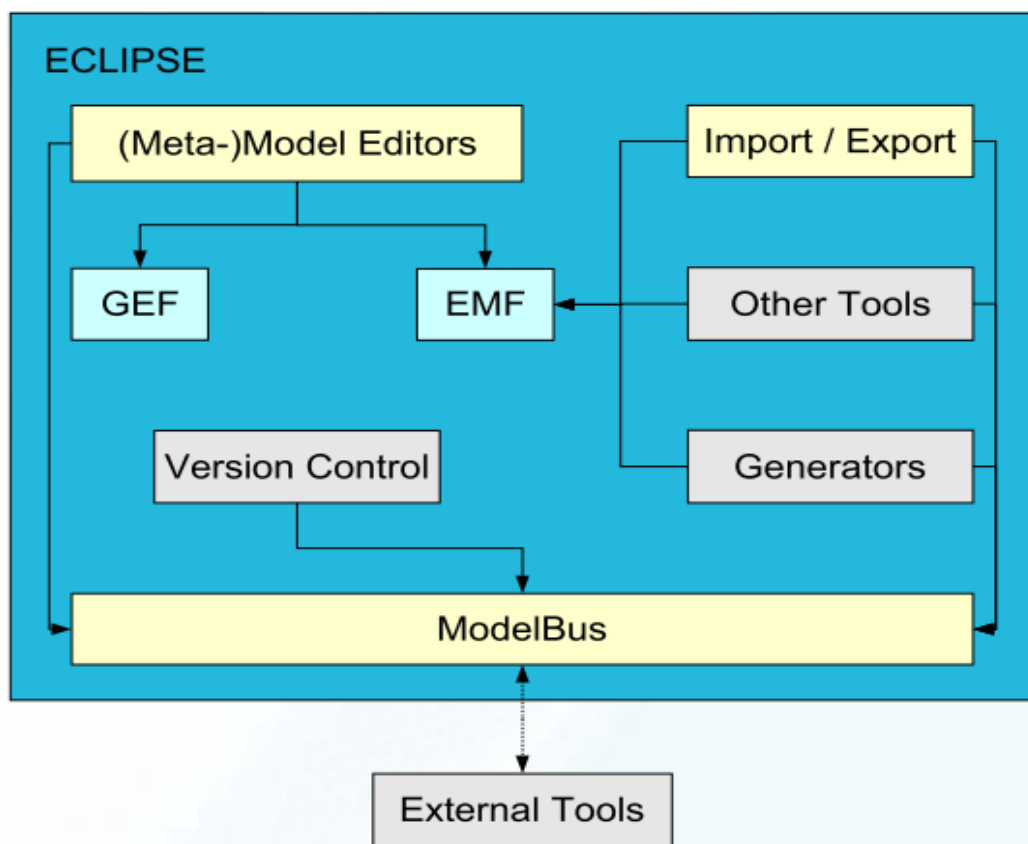 ECLIPSE
(Meta-)Model Editors
Import / Export
GEF
EMF
Other Tools
Version Control
Generators
ModelBus
External Tools